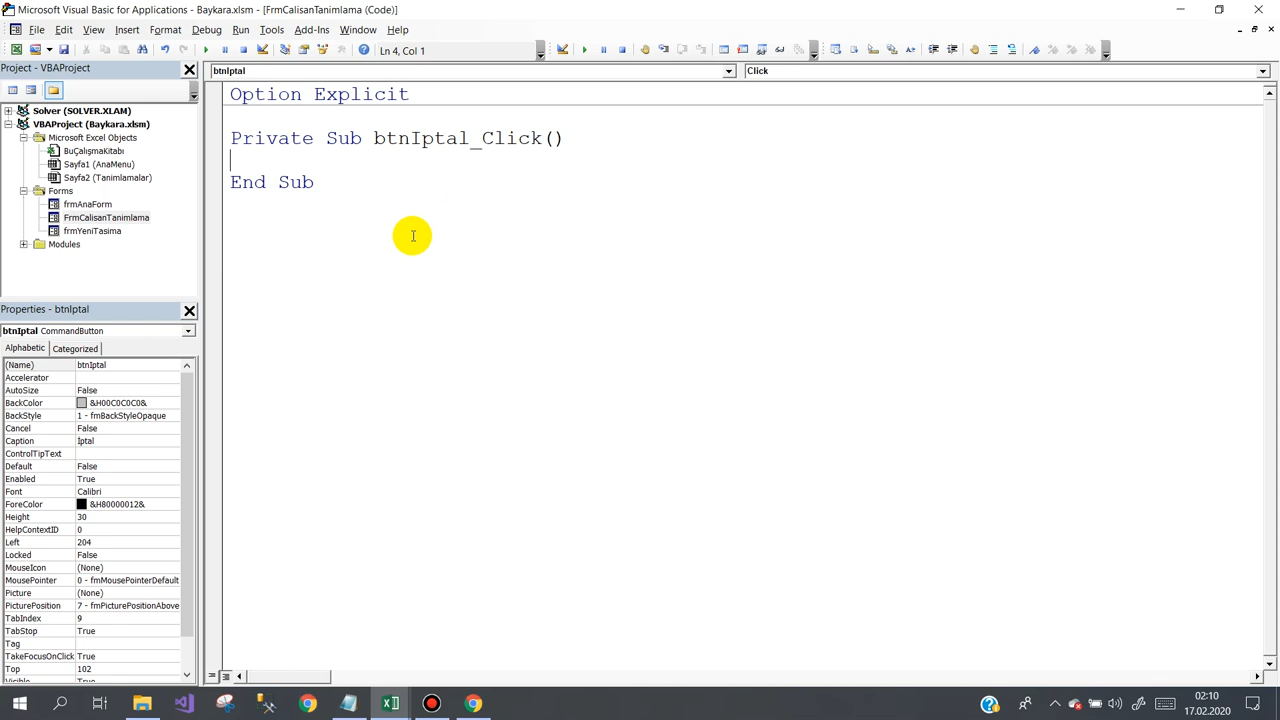 Microsoft Visual Basic for Applications - Baykara.xlsm - [FrmCalisanTanimlama (Code)]
File Edit View Insert Format Debug Run Tools Add-Ins Window Help
Ln 4, Col 1
Project - VBAProject
btnIptal Click
Solver (SOLVER.XLAM)
VBAProject (Baykara.xlsm)
Microsoft Excel Objects
BuÇalışmaKitabı
Sayfa1 (AnaMenu)
Sayfa2 (Tanimlamalar)
Forms
frmAnaForm
FrmCalisanTanimlama
frmYeniTasima
Modules
Option Explicit
Private Sub btnIptal_Click()
End Sub
Properties - btnIptal
btnIptal CommandButton
Alphabetic Categorized
(Name) btnIptal
Accelerator
AutoSize False
BackColor &H00C0C0C0&
BackStyle 1 - fmBackStyleOpaque
Cancel False
Caption Iptal
ControlTipText
Default False
Enabled True
Font Calibri
ForeColor &H80000012&
Height 30
HelpContextID 0
Left 204
Locked False
MouseIcon (None)
MousePointer 0 - fmMousePointerDefault
Picture (None)
PicturePosition 7 - fmPicturePositionAbove
TabIndex 9
TabStop True
Tag
TakeFocusOnClick True
Top 102
Visible True
02:10
17.02.2020